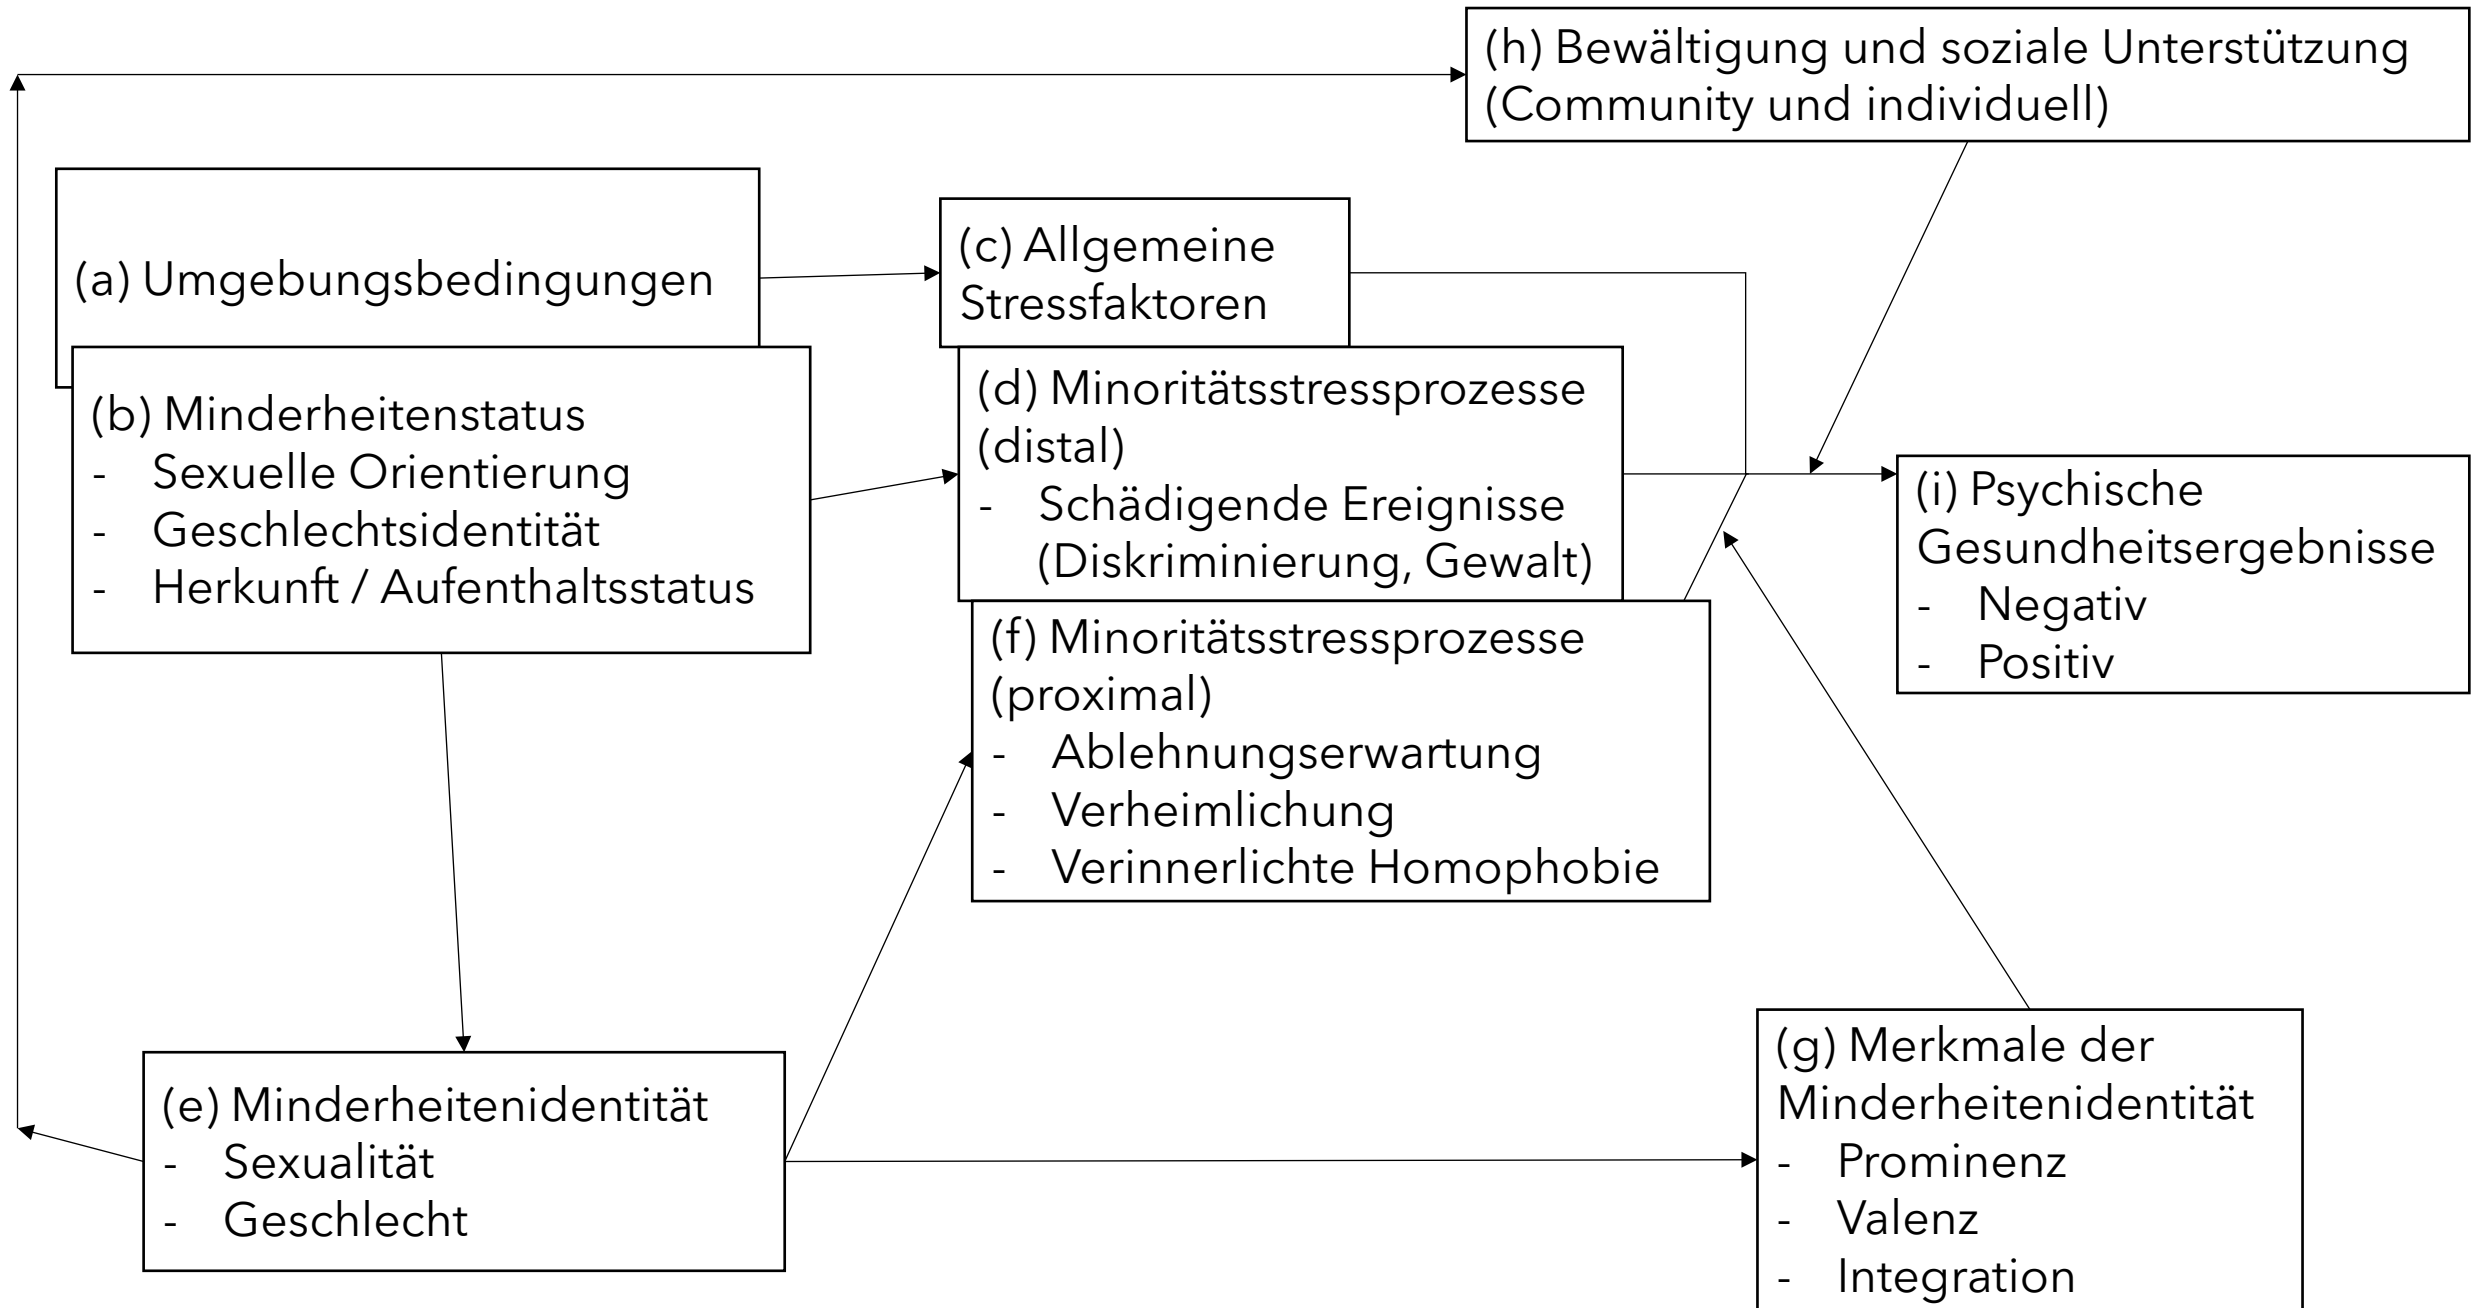 (h) Bewältigung und soziale Unterstützung
(Community und individuell)
(a) Umgebungsbedingungen
(c) Allgemeine
Stressfaktoren
(b) Minderheitenstatus
- Sexuelle Orientierung
- Geschlechtsidentität
- Herkunft / Aufenthaltsstatus
(d) Minoritätsstressprozesse
(distal)
- Schädigende Ereignisse
(Diskriminierung, Gewalt)
(i) Psychische
Gesundheitsergebnisse
- Negativ
- Positiv
(f) Minoritätsstressprozesse
(proximal)
- Ablehnungserwartung
- Verheimlichung
- Verinnerlichte Homophobie
(e) Minderheitenidentität
- Sexualität
- Geschlecht
(g) Merkmale der
Minderheitenidentität
- Prominenz
- Valenz
- Integration